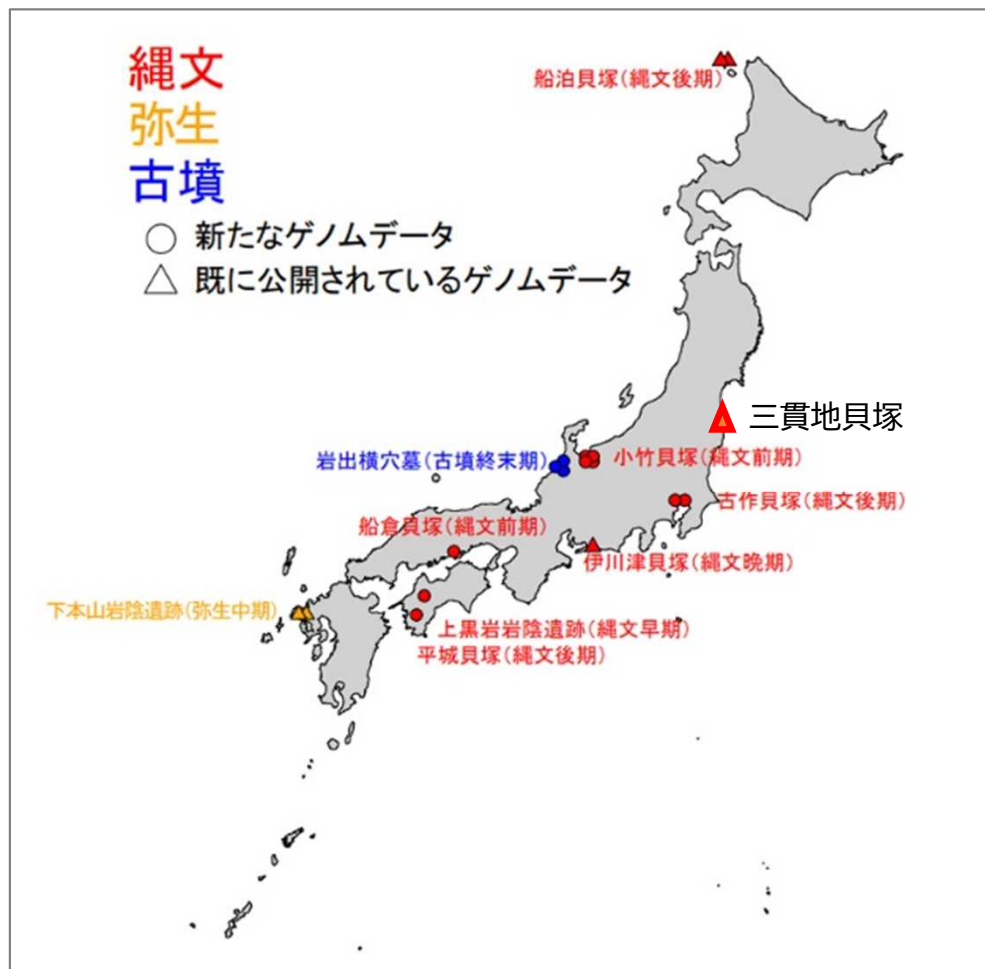 縄文
弥生
古墳
○ 新たなゲノムデータ
△ 既に公開されているゲノムデータ
船泊貝塚(縄文後期)
三貫地貝塚
岩出横穴墓(古墳終末期)
小竹貝塚(縄文前期)
古作貝塚(縄文後期)
船倉貝塚(縄文前期)
伊川津貝塚(縄文晩期)
下本山岩陰遺跡(弥生中期)
上黒岩岩陰遺跡(縄文早期)
平城貝塚(縄文後期)